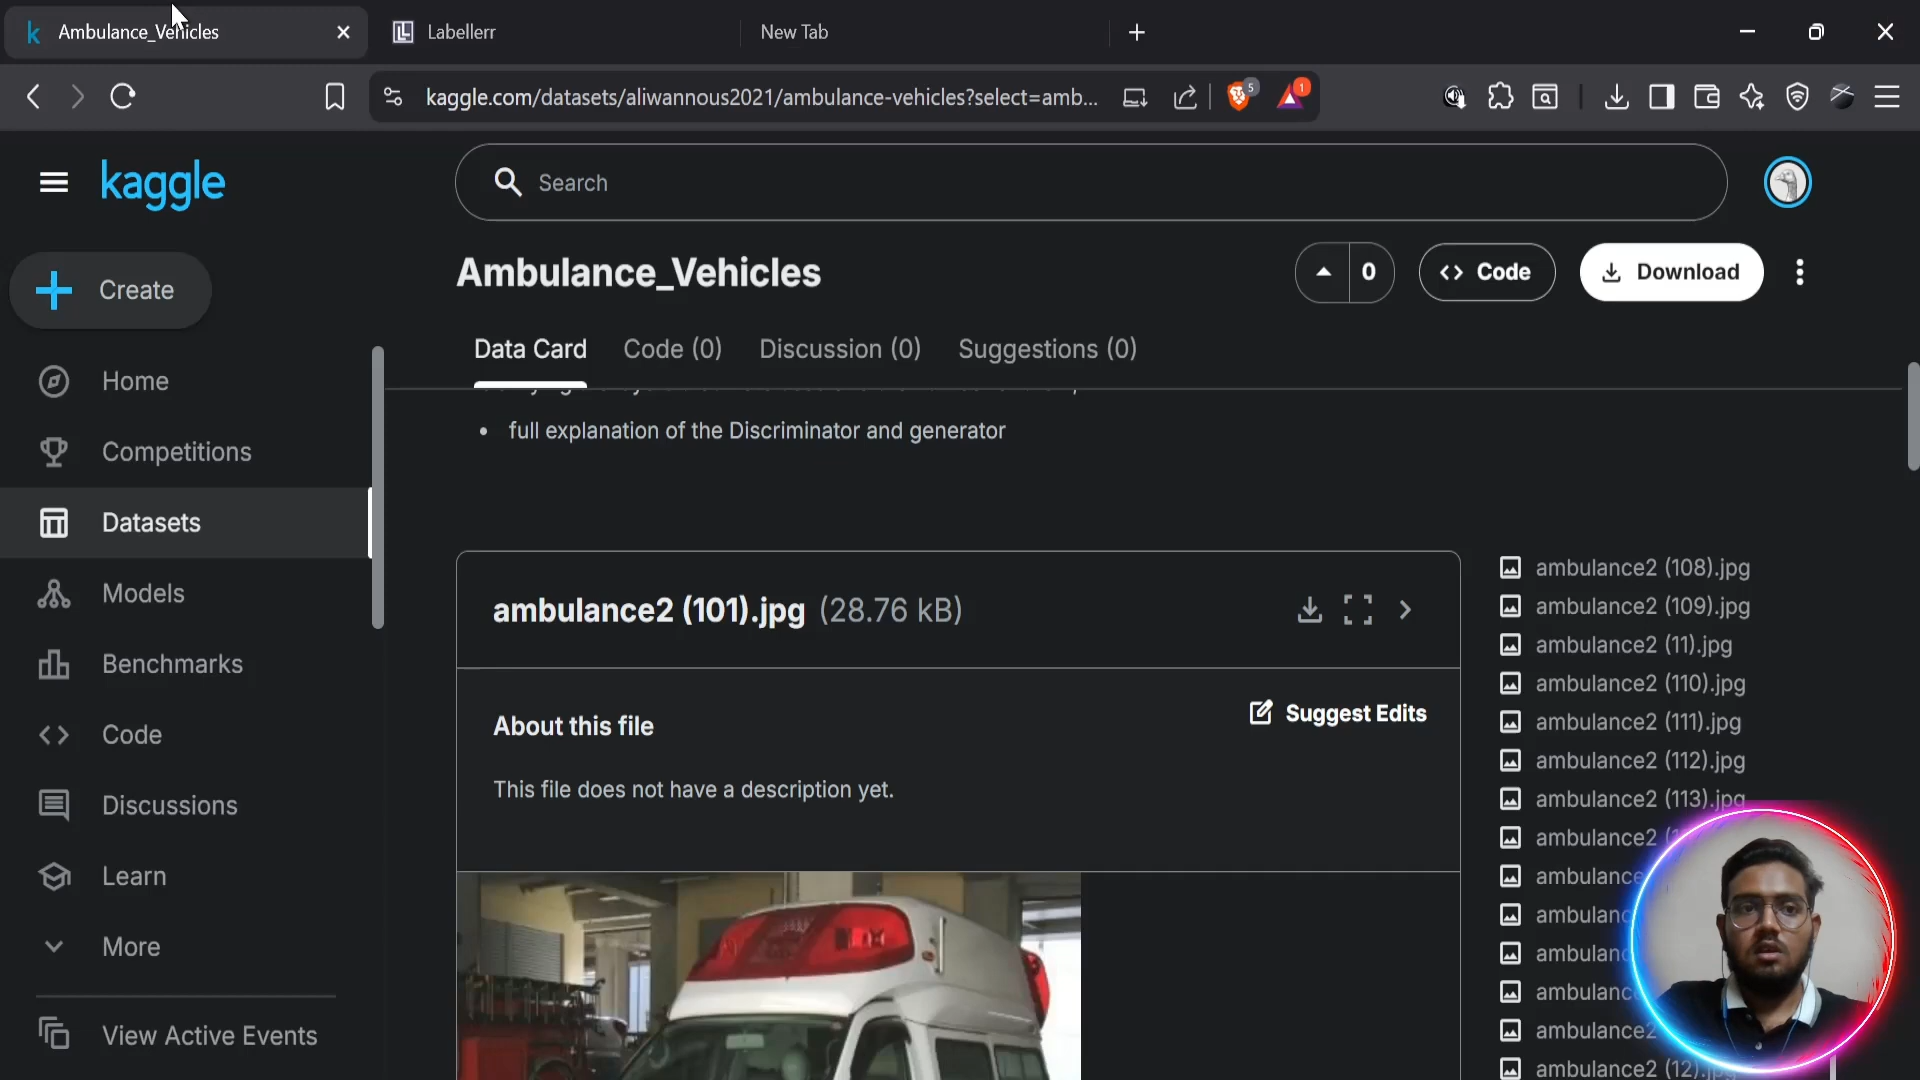 Ambulance_Vehicles
Labellerr
New Tab
kaggle.com/datasets/aliwannous2021/ambulance-vehicles?select=amb...
5
1
kaggle
Search
Create
Home
Competitions
Datasets
Models
Benchmarks
Code
Discussions
Learn
More
View Active Events
Ambulance_Vehicles
0
Code
Download
Data Card
Code (0)
Discussion (0)
Suggestions (0)
full explanation of the Discriminator and generator
ambulance2 (101).jpg (28.76 kB)
About this file
Suggest Edits
This file does not have a description yet.
ambulance2 (108).jpg
ambulance2 (109).jpg
ambulance2 (11).jpg
ambulance2 (110).jpg
ambulance2 (111).jpg
ambulance2 (112).jpg
ambulance2 (113).jpg
ambulance2
ambulance2